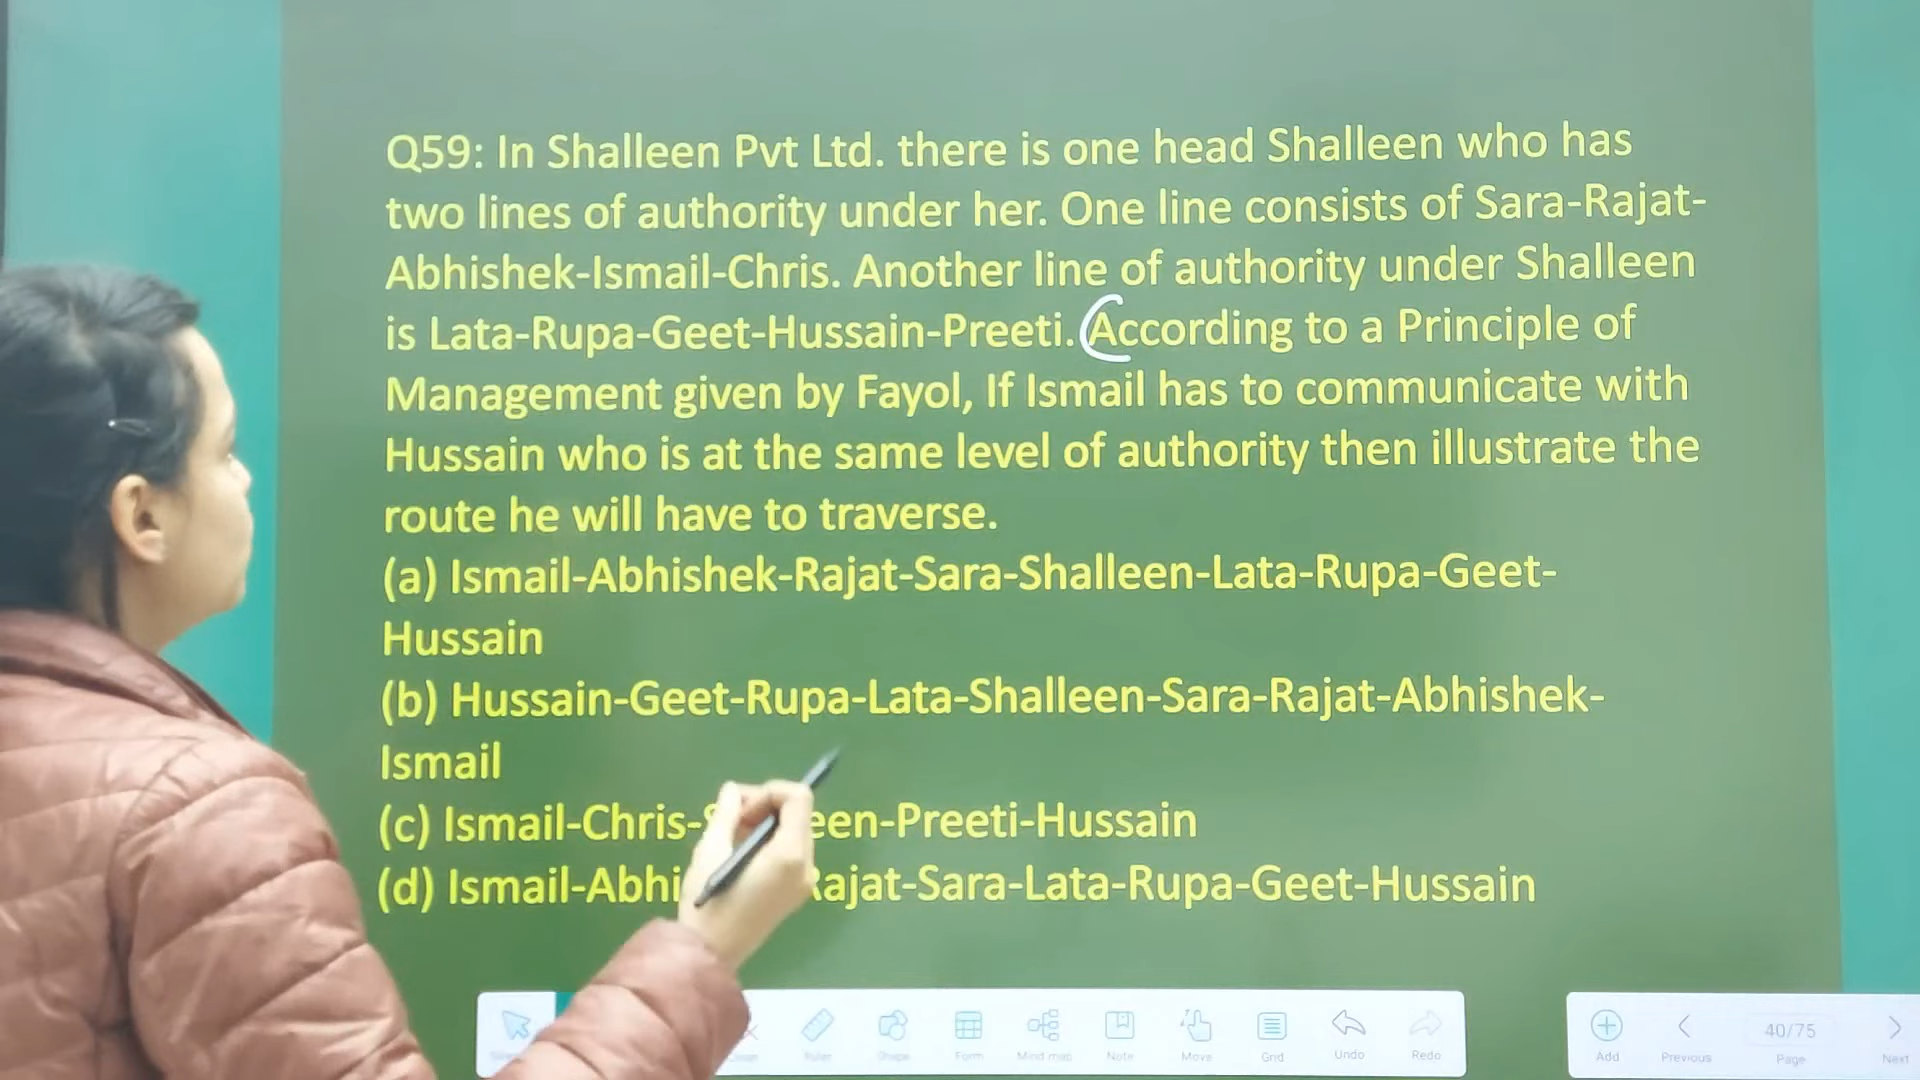 Q59: In Shalleen Pvt Ltd. there is one head Shalleen who has
two lines of authority under her. One line consists of Sara-Rajat-
Abhishek-Ismail-Chris. Another line of authority under Shalleen
is Lata-Rupa-Geet-Hussain-Preeti. According to a Principle of
Management given by Fayol, If Ismail has to communicate with
Hussain who is at the same level of authority then illustrate the
route he will have to traverse.
(a) Ismail-Abhishek-Rajat-Sara-Shalleen-Lata-Rupa-Geet-
Hussain
(b) Hussain-Geet-Rupa-Lata-Shalleen-Sara-Rajat-Abhishek-
Ismail
(c) Ismail-Chris- een-Preeti-Hussain
(d) Ismail-Abhi Rajat-Sara-Lata-Rupa-Geet-Hussain
Ruler Shape Form Mind map Note Move Grid Undo Redo
Add Previous 40/75 Page Next